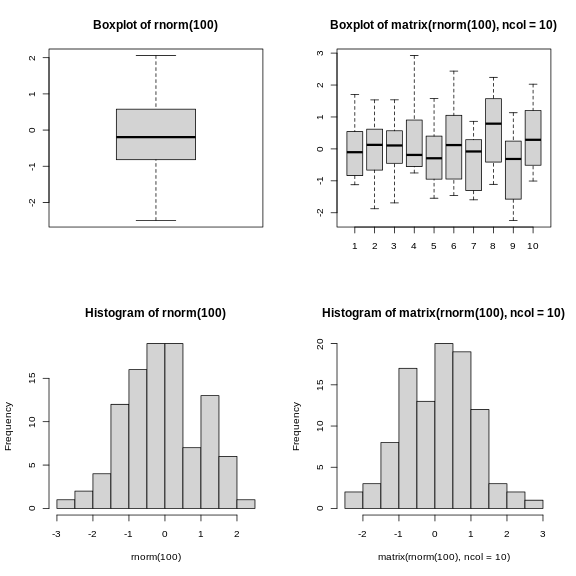 Boxplot of rnorm(100)
2
1
0
-1
-2
Boxplot of matrix(rnorm(100), ncol = 10)
3
2
1
0
-1
-2
1 2 3 4 5 6 7 8 9 10
Histogram of rnorm(100)
Frequency
15
10
5
0
-3 -2 -1 0 1 2
rnorm(100)
Histogram of matrix(rnorm(100), ncol = 10)
Frequency
20
15
10
5
0
-2 -1 0 1 2 3
matrix(rnorm(100), ncol = 10)